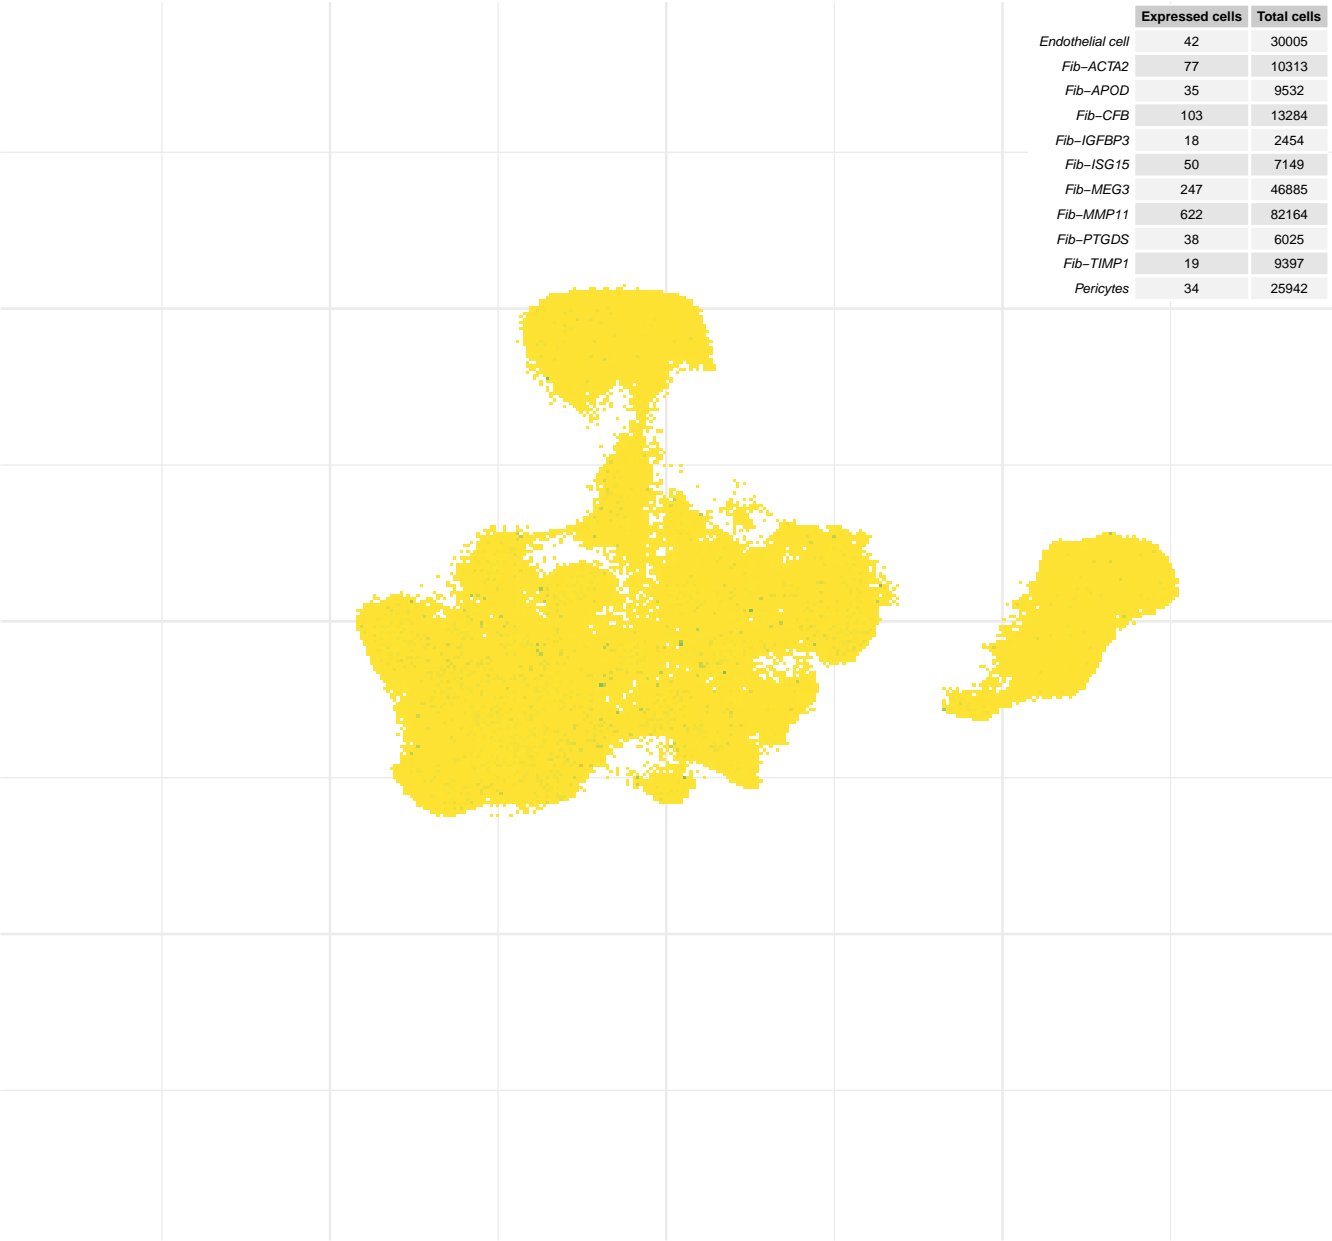 Expressed cells Total cells
Endothelial cell 42 30005
Fib−ACTA2 77 10313
Fib−APOD 35 9532
Fib−CFB 103 13284
Fib−IGFBP3 18 2454
Fib−ISG15 50 7149
Fib−MEG3 247 46885
Fib−MMP11 622 82164
Fib−PTGDS 38 6025
Fib−TIMP1 19 9397
Pericytes 34 25942